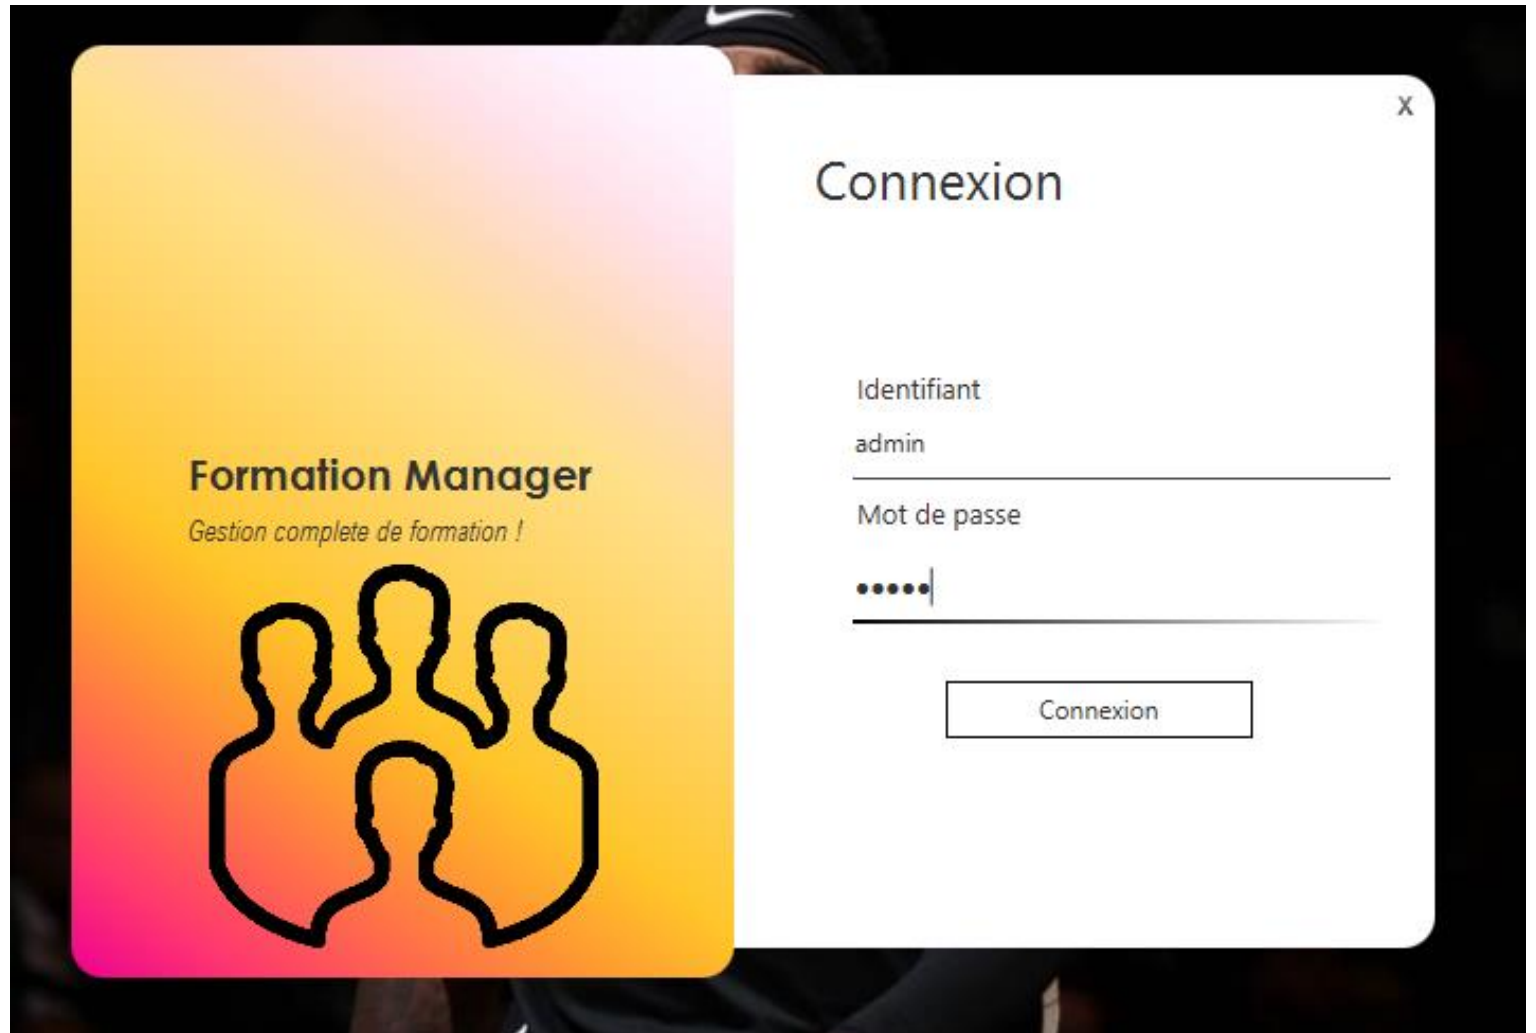 X
Connexion
Identifiant
admin
Mot de passe
•••••
Connexion
Formation Manager
Gestion complete de formation !